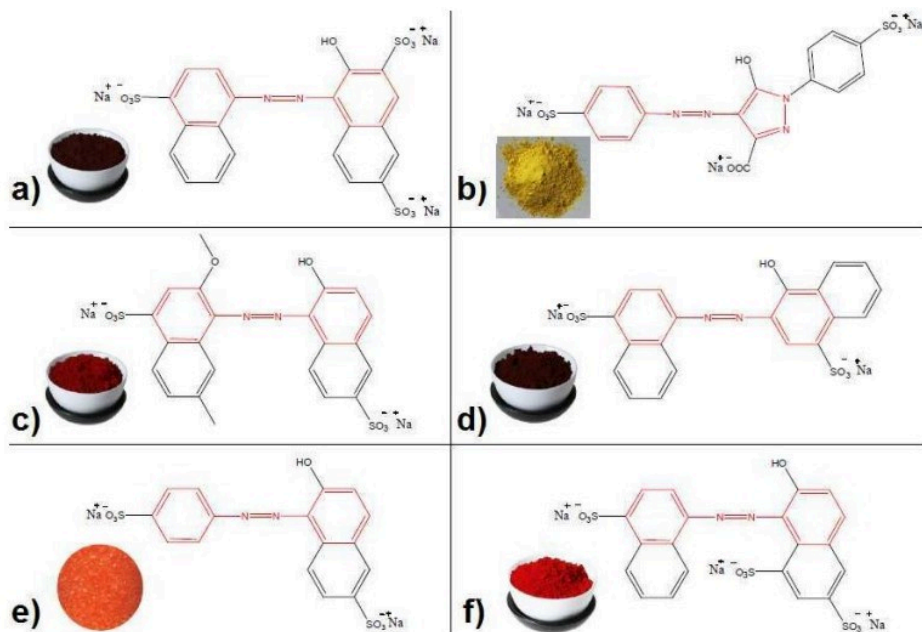 a)
HO
SO₃ Na
- +
Na O₃S
+ -
N
N
SO₃ Na
- +
b)
SO₃ Na
- +
HO
Na O₃S
+ -
N
N
N
N
Na OOC
+ -
c)
O
HO
Na O₃S
+ -
N
N
SO₃ Na
- +
d)
HO
Na O₃S
+ -
N
N
SO₃ Na
- +
e)
HO
Na O₃S
+ -
N
N
SO₃ Na
- +
f)
HO
Na O₃S
+ -
N
N
Na O₃S
+ -
SO₃ Na
- +